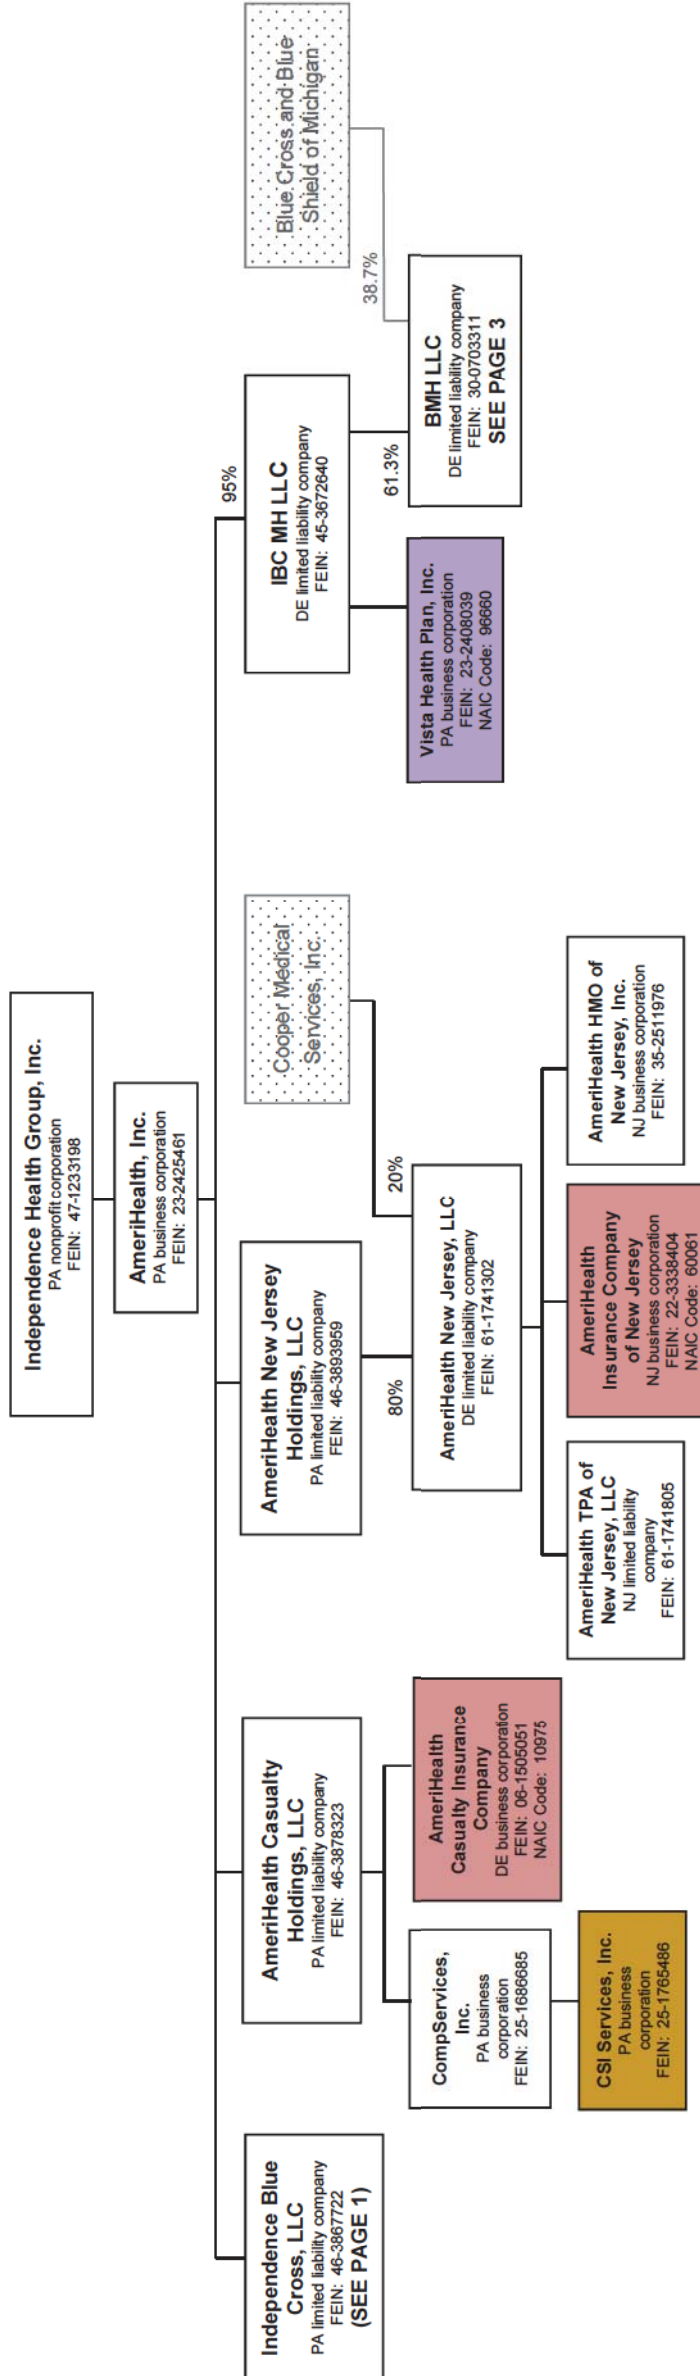 Independence Health Group, Inc.
PA nonprofit corporation
FEIN: 47-1233198
AmeriHealth, Inc.
PA business corporation
FEIN: 23-2425461
Independence Blue
Cross, LLC
PA limited liability company
FEIN: 46-3867722
(SEE PAGE 1)
AmeriHealth Casualty
Holdings, LLC
PA limited liability company
FEIN: 46-3878323
AmeriHealth New Jersey
Holdings, LLC
PA limited liability company
FEIN: 46-3893959
Cooper Medical
Services, Inc.
95%
IBC MH LLC
DE limited liability company
FEIN: 45-3672640
Blue Cross and Blue
Shield of Michigan
CompServices,
Inc.
PA business
corporation
FEIN: 25-1686685
AmeriHealth
Casualty Insurance
Company
DE business corporation
FEIN: 06-1505051
NAIC Code: 10975
80%
20%
AmeriHealth New Jersey, LLC
DE limited liability company
FEIN: 61-1741302
Vista Health Plan, Inc.
PA business corporation
FEIN: 23-2408039
NAIC Code: 96660
61.3%
38.7%
BMH LLC
DE limited liability company
FEIN: 30-0703311
SEE PAGE 3
CSI Services, Inc.
PA business
corporation
FEIN: 25-1765486
AmeriHealth TPA of
New Jersey, LLC
NJ limited liability
company
FEIN: 61-1741805
AmeriHealth
Insurance Company
of New Jersey
NJ business corporation
FEIN: 22-3338404
NAIC Code: 60061
AmeriHealth HMO of
New Jersey, Inc.
NJ business corporation
FEIN: 35-2511976